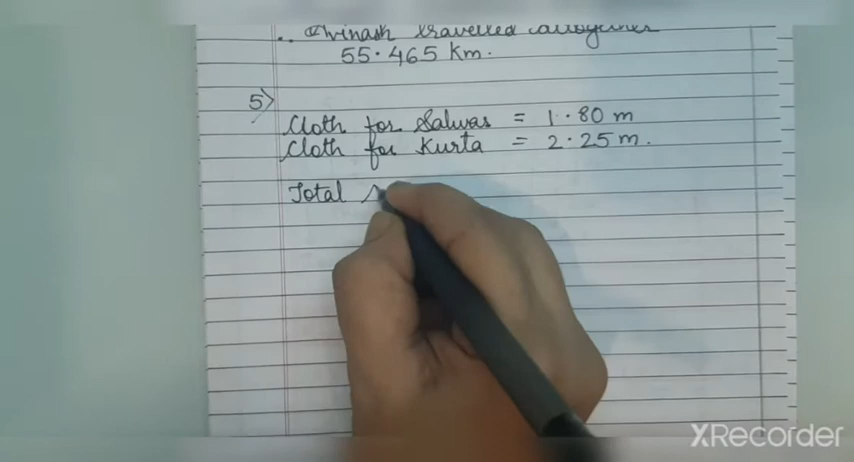 .. Avinash travelled altogether
55.465 Km.
5)
Cloth for Salwar = 1.80 m
Cloth for Kurta = 2.25 m.
Total
XRecorder